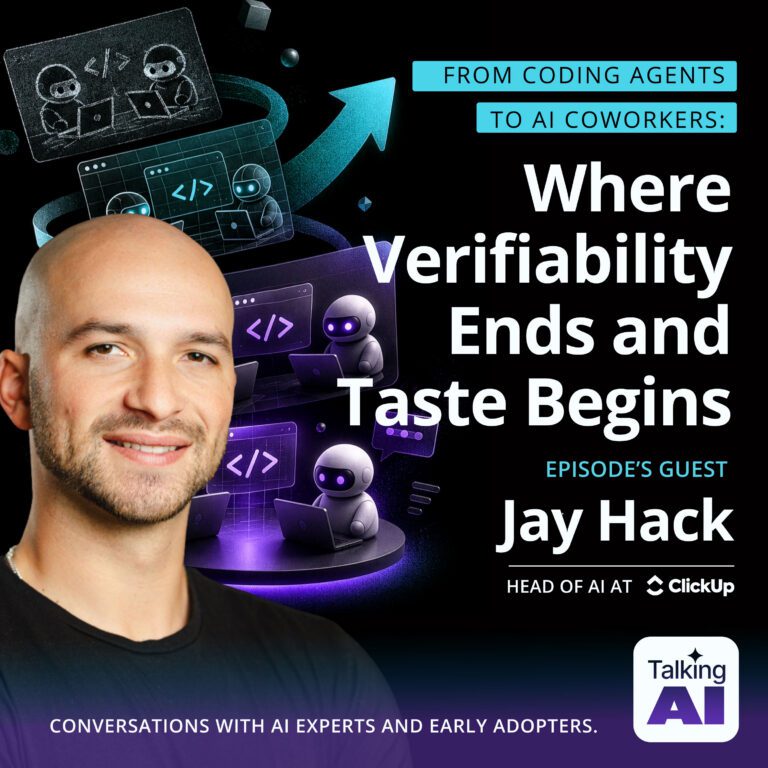 FROM CODING AGENTS
TO AI COWORKERS:
Where
Verifiability
Ends and
Taste Begins
EPISODE'S GUEST
Jay Hack
HEAD OF AI AT ClickUp
Talking
AI
CONVERSATIONS WITH AI EXPERTS AND EARLY ADOPTERS.
</>
</>
</>
</>